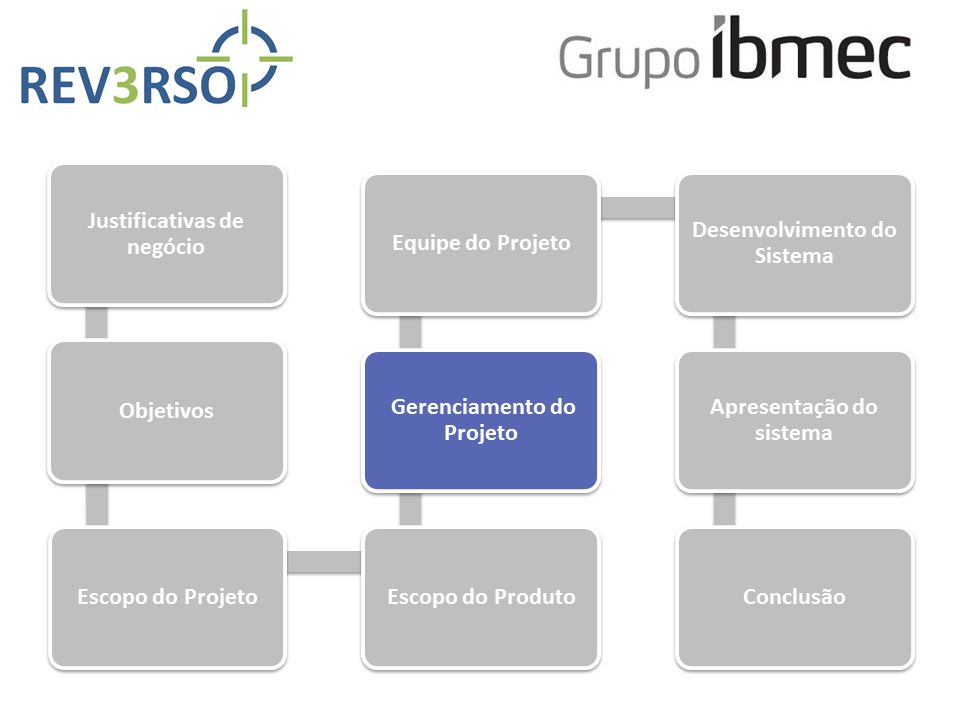 REV3RSO
Grupo ibmec
Justificativas de
negócio
Objetivos
Escopo do Projeto
Escopo do Produto
Gerenciamento do
Projeto
Equipe do Projeto
Desenvolvimento do
Sistema
Apresentação do
sistema
Conclusão